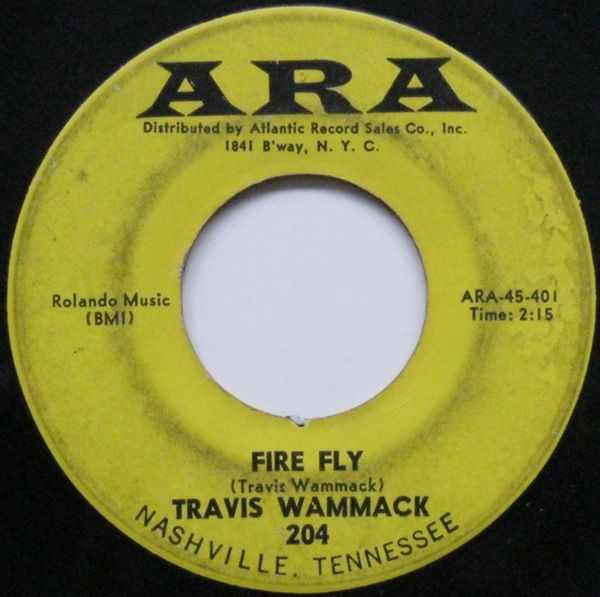 ARA
Distributed by Atlantic Record Sales Co., Inc.
1841 B'way, N. Y. C.
Rolando Music
(BMI)
ARA-45-401
Time: 2:15
FIRE FLY
(Travis Wammack)
TRAVIS WAMMACK
204
NASHVILLE, TENNESSEE